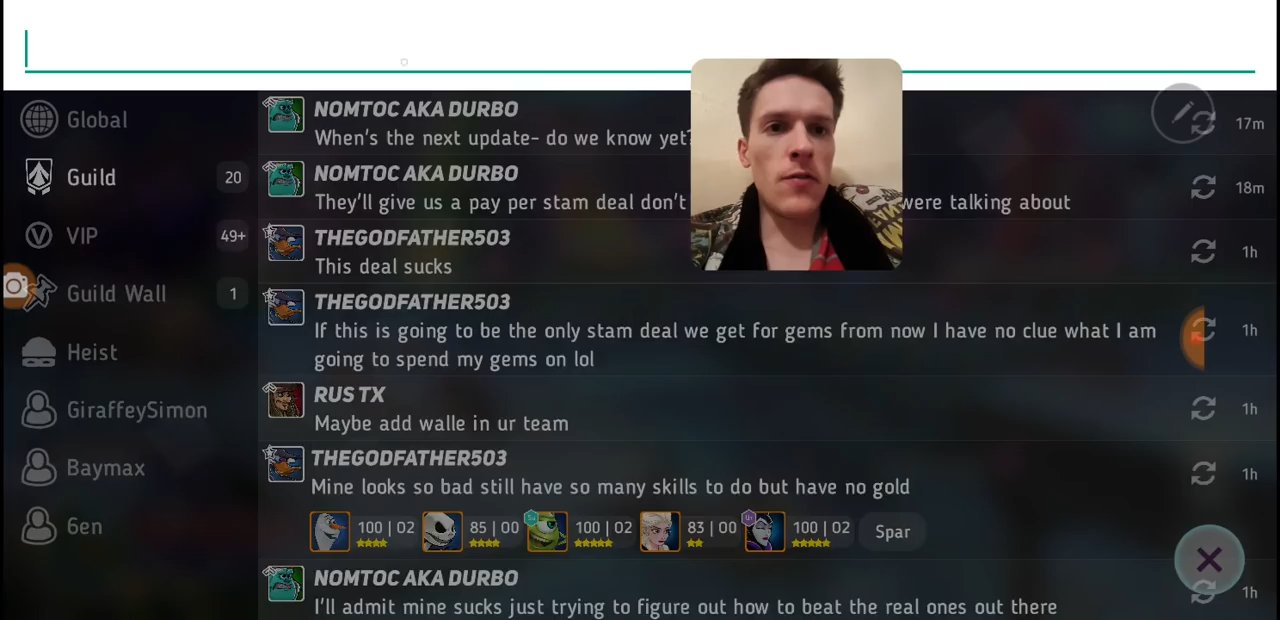 Global
Guild
20
VIP
49+
Guild Wall
1
Heist
GiraffeySimon
Baymax
6en
NOMTOC AKA DURBO
When's the next update- do we know yet?
17m
NOMTOC AKA DURBO
They'll give us a pay per stam deal don't were talking about
18m
THEGODFATHER503
This deal sucks
1h
THEGODFATHER503
If this is going to be the only stam deal we get for gems from now I have no clue what I am
going to spend my gems on lol
1h
RUS TX
Maybe add walle in ur team
1h
THEGODFATHER503
Mine looks so bad still have so many skills to do but have no gold
1h
100 | 02 85 | 00 100 | 02 83 | 00 100 | 02 Spar
NOMTOC AKA DURBO
I'll admit mine sucks just trying to figure out how to beat the real ones out there
1h